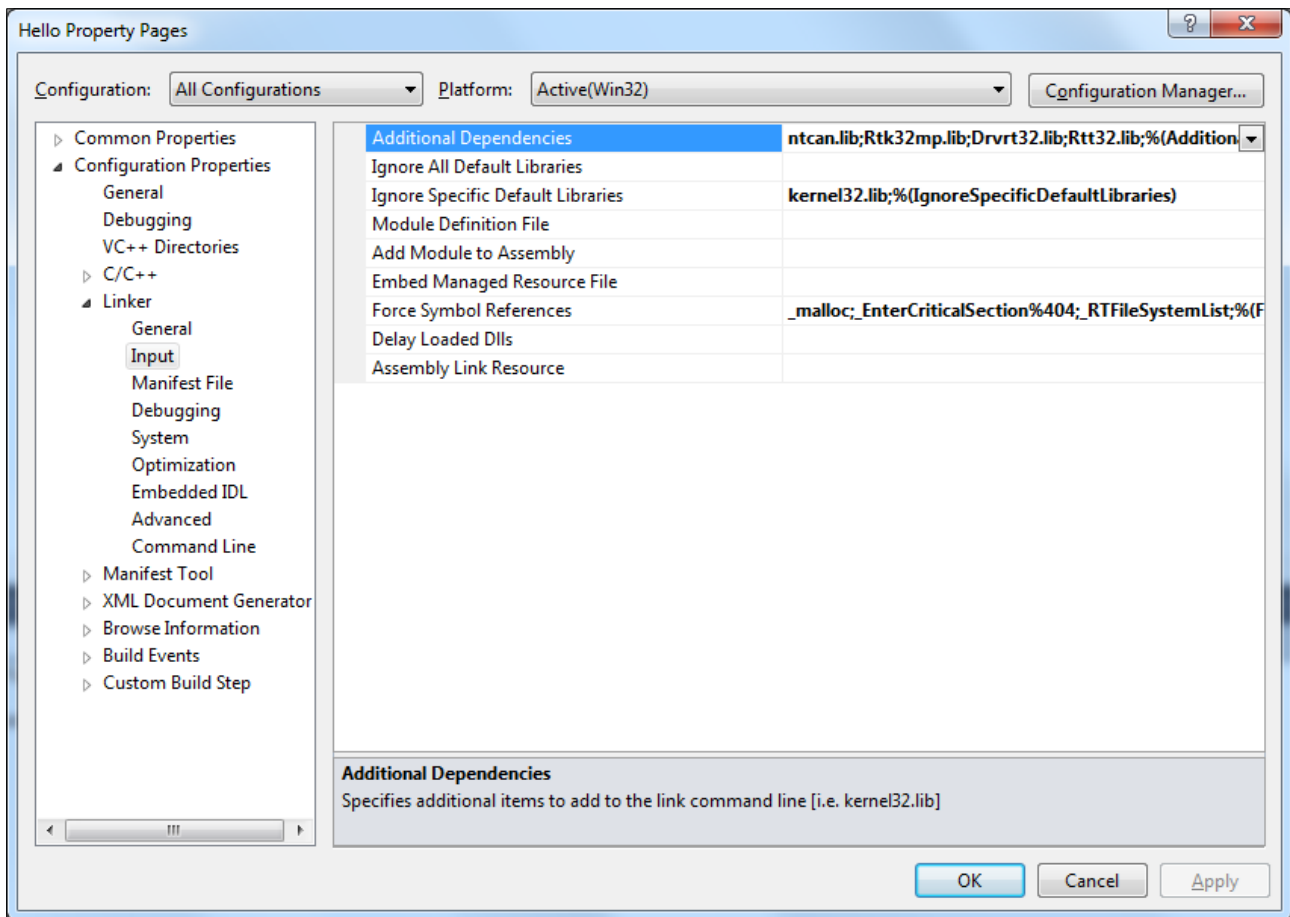 Hello Property Pages
Configuration: All Configurations Platform: Active(Win32) Configuration Manager...
Common Properties
Configuration Properties
General
Debugging
VC++ Directories
C/C++
Linker
General
Input
Manifest File
Debugging
System
Optimization
Embedded IDL
Advanced
Command Line
Manifest Tool
XML Document Generator
Browse Information
Build Events
Custom Build Step
Additional Dependencies ntcan.lib;Rtk32mp.lib;Drvrt32.lib;Rtt32.lib;%(Addition
Ignore All Default Libraries
Ignore Specific Default Libraries kernel32.lib;%(IgnoreSpecificDefaultLibraries)
Module Definition File
Add Module to Assembly
Embed Managed Resource File
Force Symbol References _malloc;_EnterCriticalSection%404;_RTFileSystemList;%(F
Delay Loaded Dlls
Assembly Link Resource
Additional Dependencies
Specifies additional items to add to the link command line [i.e. kernel32.lib]
OK Cancel Apply